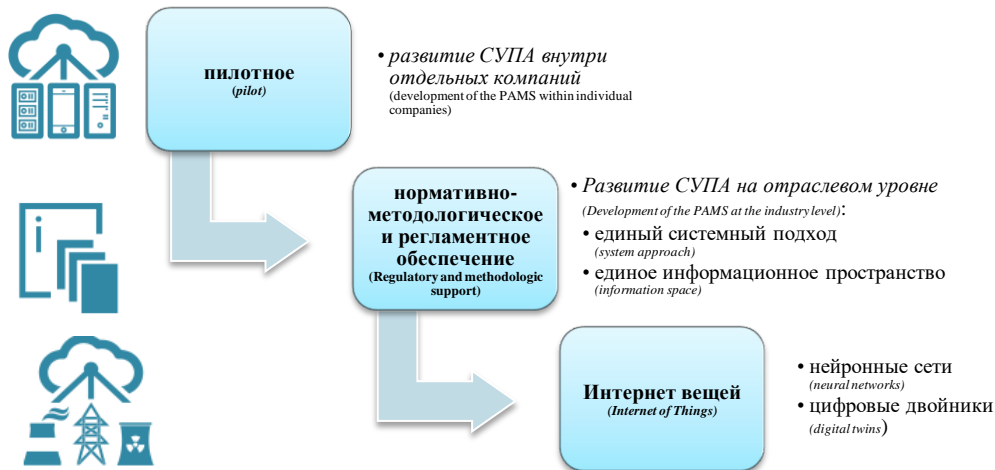 пилотное
(pilot)
• развитие СУПА внутри
отдельных компаний
(development of the PAMS within individual
companies)
нормативно-
методологическое
и регламентное
обеспечение
(Regulatory and methodologic
support)
• Развитие СУПА на отраслевом уровне
(Development of the PAMS at the industry level):
• единый системный подход
(system approach)
• единое информационное пространство
(information space)
Интернет вещей
(Internet of Things)
• нейронные сети
(neural networks)
• цифровые двойники
(digital twins)